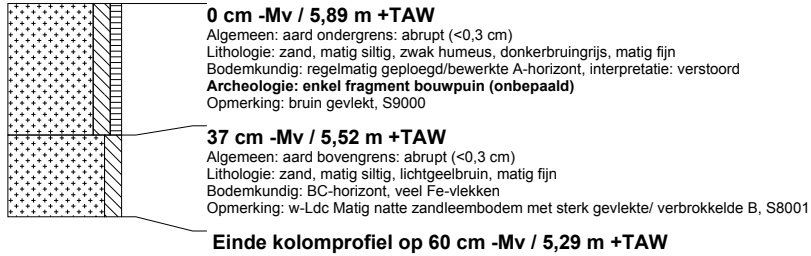 0 cm -Mv / 5,89 m +TAW
Algemeen: aard ondergrens: abrupt (<0,3 cm)
Lithologie: zand, matig siltig, zwak humeus, donkerbruingrijs, matig fijn
Bodemkundig: regelmatig geploegd/bewerkte A-horizont, interpretatie: verstoord
Archeologie: enkel fragment bouwpuin (onbepaald)
Opmerking: bruin gevlekt, S9000
37 cm -Mv / 5,52 m +TAW
Algemeen: aard bovengrens: abrupt (<0,3 cm)
Lithologie: zand, matig siltig, lichtgeelbruin, matig fijn
Bodemkundig: BC-horizont, veel Fe-vlekken
Opmerking: w-Ldc Matig natte zandleembodem met sterk gevlekte/ verbrokkelde B, S8001
Einde kolomprofiel op 60 cm -Mv / 5,29 m +TAW